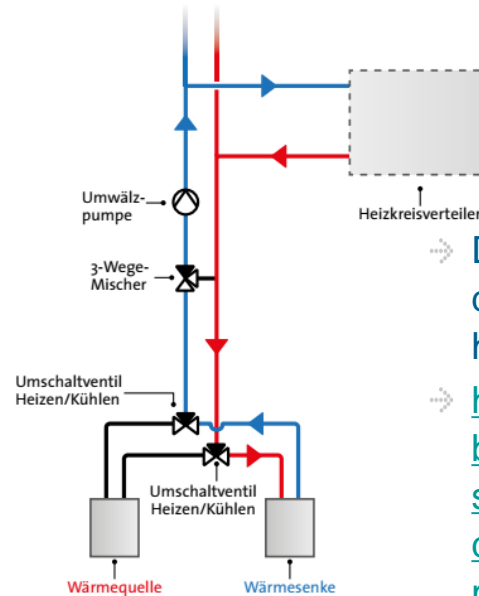 Umwälz-
pumpe
Heizkreisverteiler
3-Wege-
Mischer
Umschaltventil
Heizen/Kühlen
Umschaltventil
Heizen/Kühlen
Wärmequelle
Wärmesenke